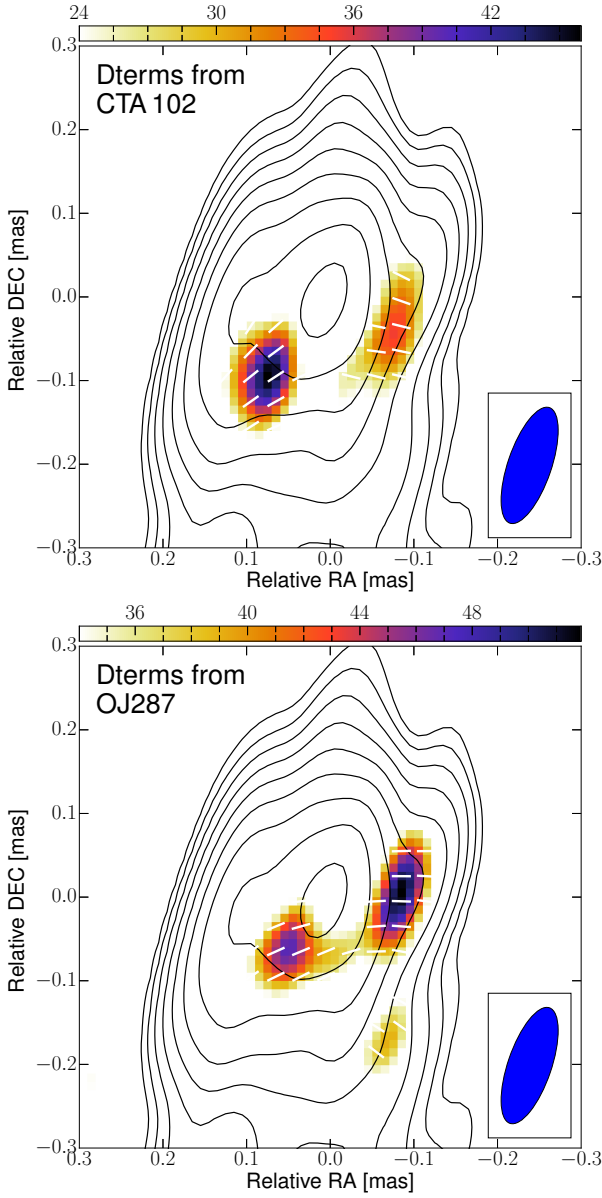 24 30 36 42
0.3
Dterms from
CTA 102
0.2
0.1
Relative DEC [mas]
0.0
−0.1
−0.2
−0.3
0.3 0.2 0.1 0.0 −0.1 −0.2 −0.3
Relative RA [mas]
36 40 44 48
0.3
Dterms from
OJ287
0.2
0.1
Relative DEC [mas]
0.0
−0.1
−0.2
−0.3
0.3 0.2 0.1 0.0 −0.1 −0.2 −0.3
Relative RA [mas]